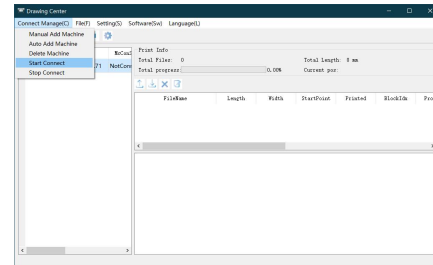 Drawing Center
Connect Manage(C) File(F) Setting(S) Software(Sw) Language(L)
Manual Add Machine
Auto Add Machine
Delete Machine
Start Connect
Stop Connect
71 NotConn
Print Info
Total Files: 0 Total Length: 0 mm
Total progress: 0.00% Current pos:
FileName Length Width StartPoint Printed BlockIdx Pro